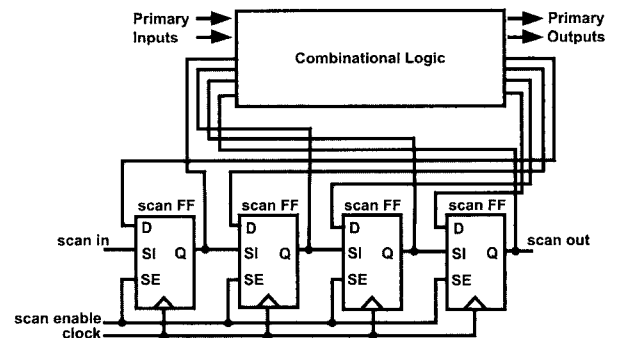 Primary
Inputs
Combinational Logic
Primary
Outputs
scan FF
scan FF
scan FF
scan FF
D
D
D
D
scan in
SI
Q
SI
Q
SI
Q
SI
Q
scan out
SE
SE
SE
SE
scan enable
clock